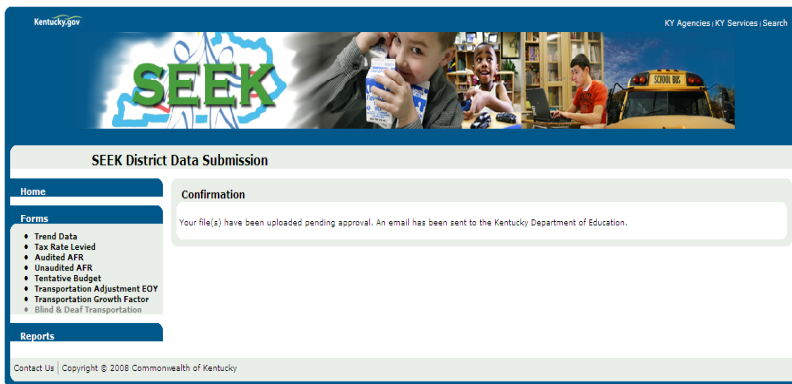 Kentucky.gov
KY Agencies | KY Services | Search
SEEK
SCHOOL BUS
SEEK District Data Submission
Home
Confirmation
Your file(s) have been uploaded pending approval. An email has been sent to the Kentucky Department of Education.
Forms
Trend Data
Tax Rate Levied
Audited AFR
Unaudited AFR
Tentative Budget
Transportation Adjustment EOY
Transportation Growth Factor
Blind & Deaf Transportation
Reports
Contact Us | Copyright © 2008 Commonwealth of Kentucky